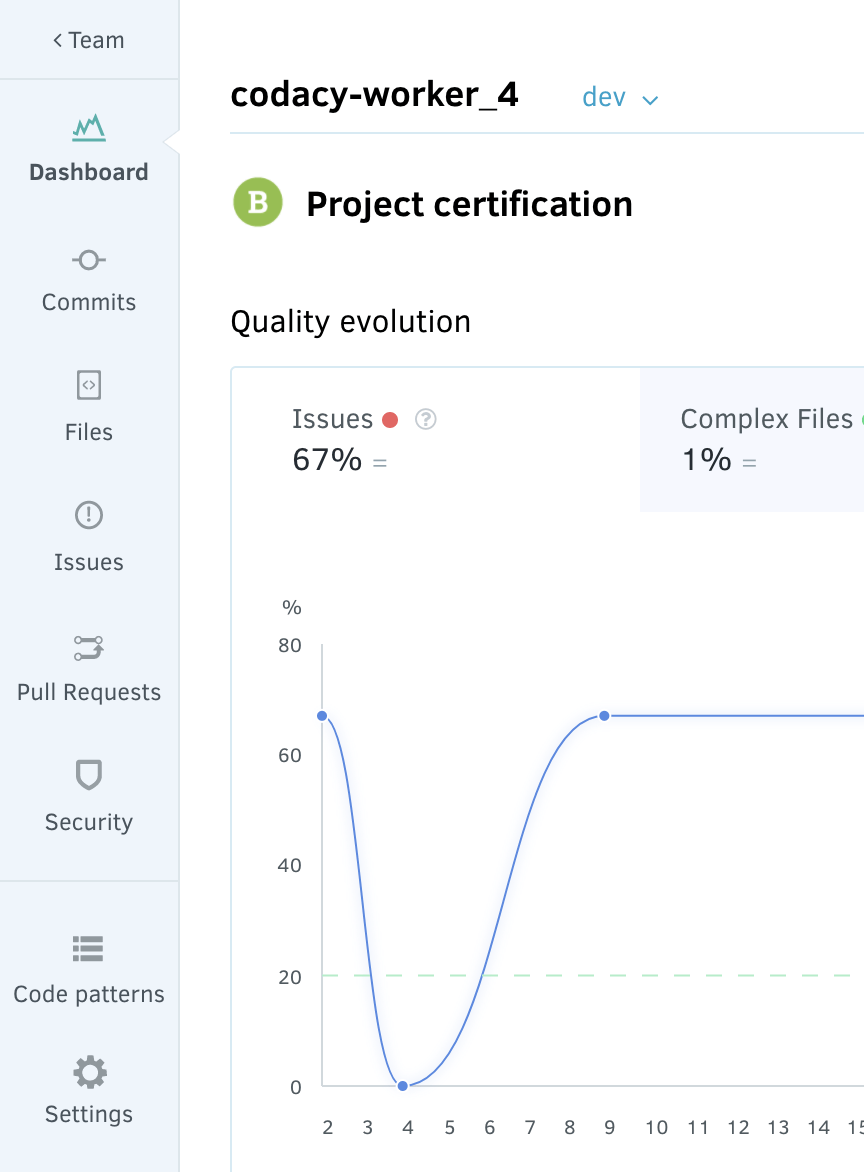 < Team
Dashboard
Commits
Files
Issues
Pull Requests
Security
Code patterns
Settings
codacy-worker_4 dev
B Project certification
Quality evolution
Issues ?
67% =
Complex Files
1% =
%
80
60
40
20
0
2 3 4 5 6 7 8 9 10 11 12 13 14 15